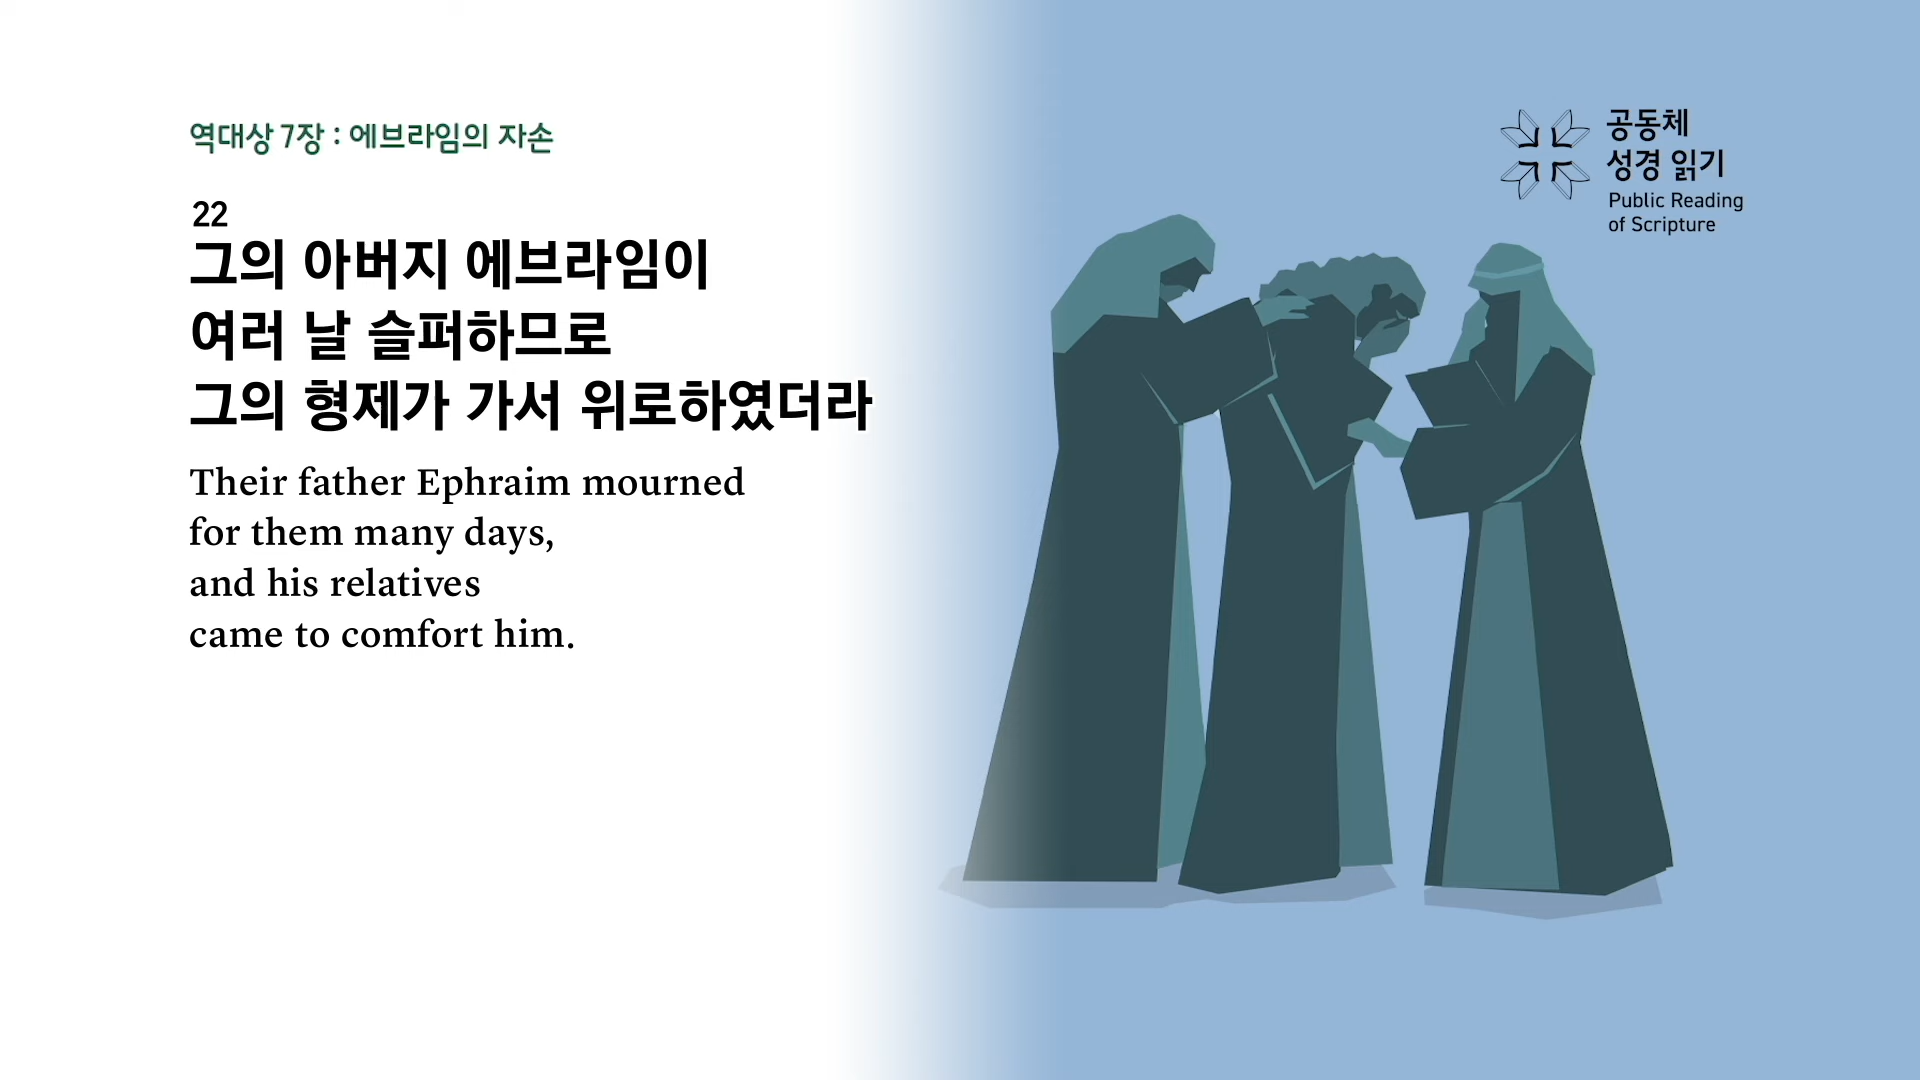 역대상 7장 : 에브라임의 자손
22
그의 아버지 에브라임이
여러 날 슬퍼하므로
그의 형제가 가서 위로하였더라
Their father Ephraim mourned
for them many days,
and his relatives
came to comfort him.
공동체
성경 읽기
Public Reading
of Scripture